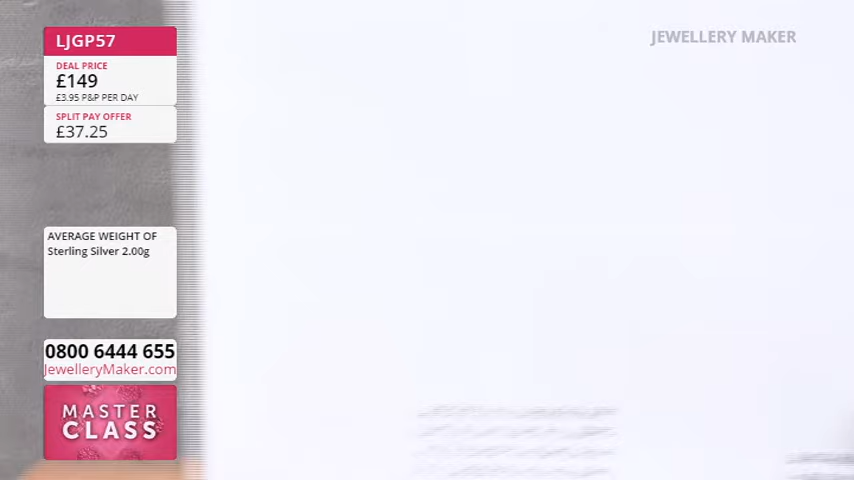 LJGP57
DEAL PRICE
£149
£3.95 P&P PER DAY
SPLIT PAY OFFER
£37.25
JEWELLERY MAKER
AVERAGE WEIGHT OF
Sterling Silver 2.00g
0800 6444 655
JewelleryMaker.com
MASTER
CLASS